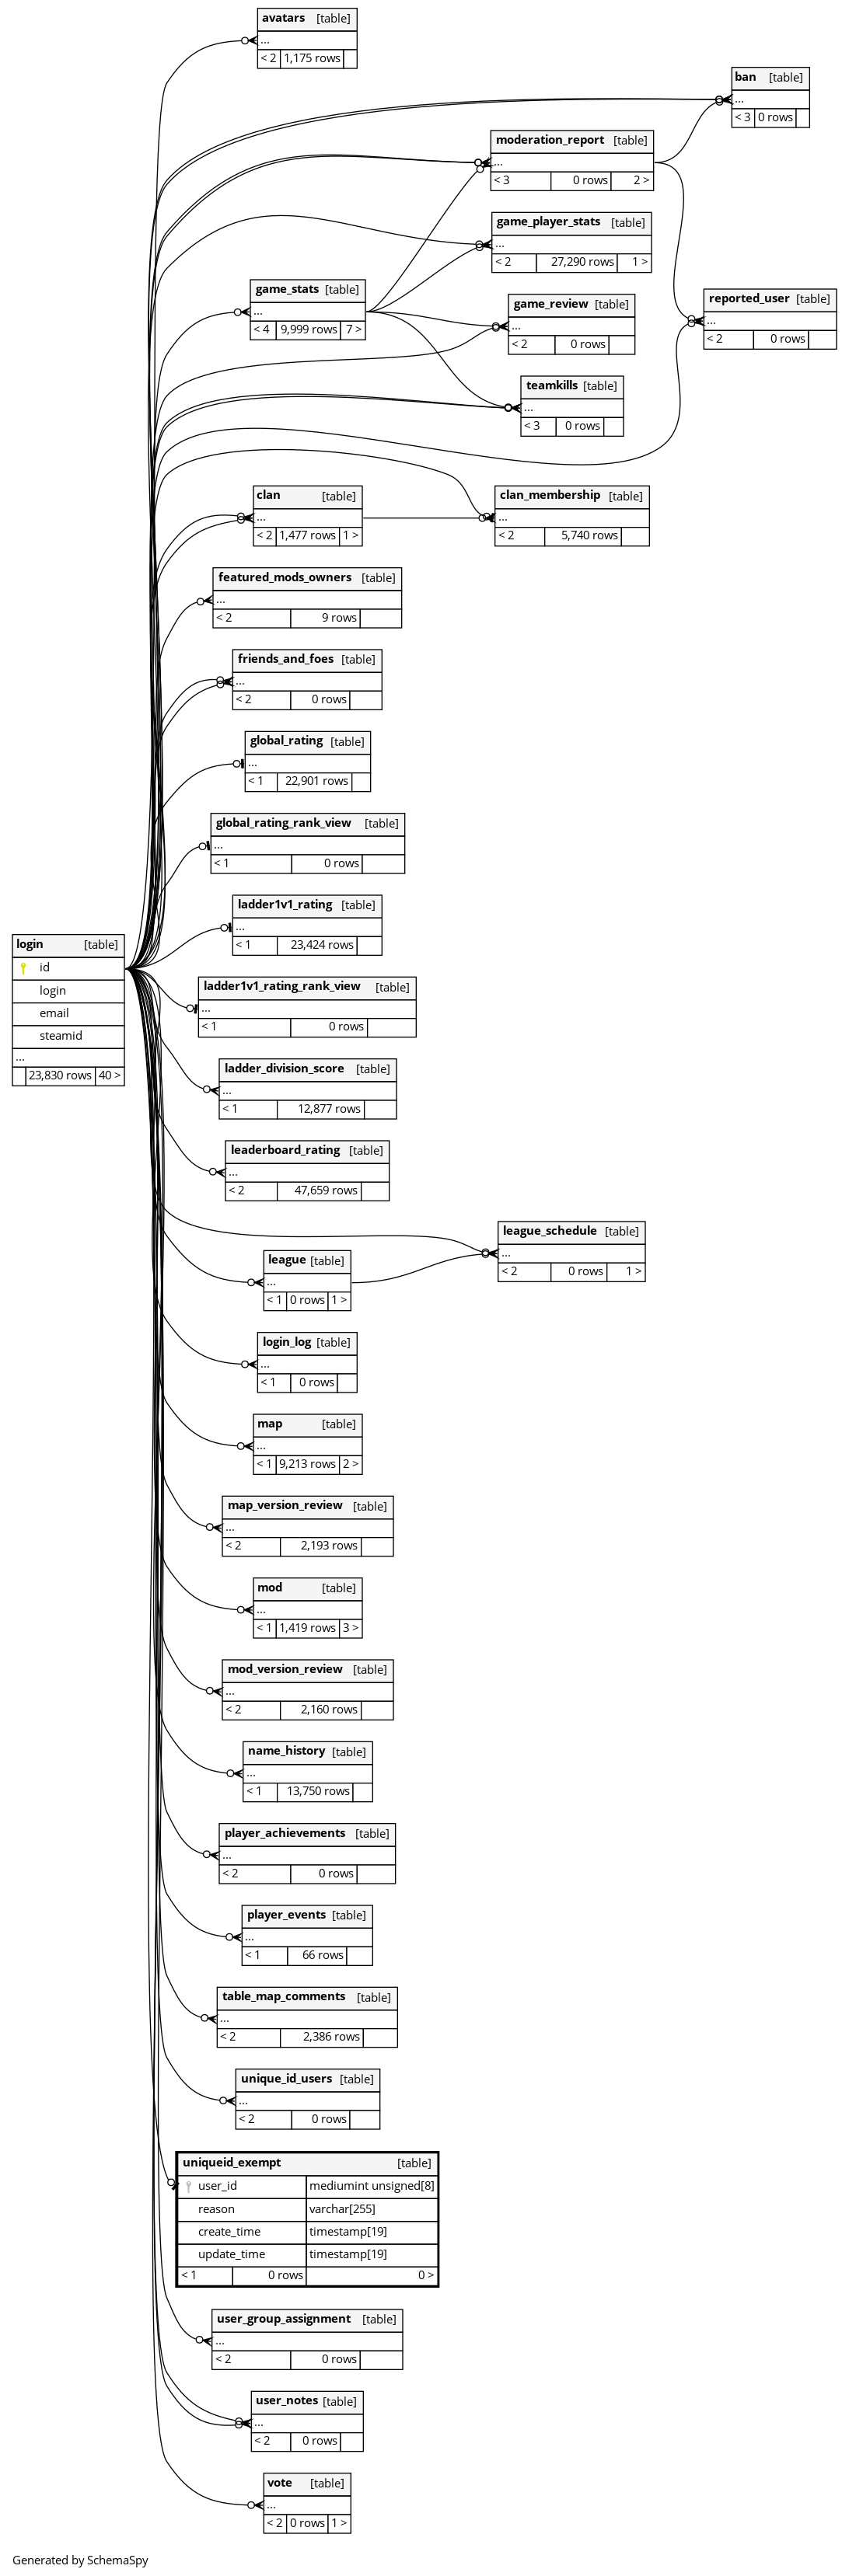 avatars [table]
...
< 2 1,175 rows
ban [table]
...
< 3 0 rows
moderation_report [table]
...
< 3 0 rows 2 >
game_player_stats [table]
...
< 2 27,290 rows 1 >
game_stats [table]
...
< 4 9,999 rows 7 >
reported_user [table]
...
< 2 0 rows
game_review [table]
...
< 2 0 rows
teamkills [table]
...
< 3 0 rows
clan [table]
...
< 2 1,477 rows 1 >
clan_membership [table]
...
< 2 5,740 rows
featured_mods_owners [table]
...
< 2 9 rows
friends_and_foes [table]
...
< 2 0 rows
global_rating [table]
...
< 1 22,901 rows
global_rating_rank_view [table]
...
< 1 0 rows
ladder1v1_rating [table]
...
< 1 23,424 rows
login [table]
id
login
email
steamid
...
23,830 rows 40 >
ladder1v1_rating_rank_view [table]
...
< 1 0 rows
ladder_division_score [table]
...
< 1 12,877 rows
leaderboard_rating [table]
...
< 2 47,659 rows
league_schedule [table]
...
< 2 0 rows 1 >
league [table]
...
< 1 0 rows 1 >
login_log [table]
...
< 1 0 rows
map [table]
...
< 1 9,213 rows 2 >
map_version_review [table]
...
< 2 2,193 rows
mod [table]
...
< 1 1,419 rows 3 >
mod_version_review [table]
...
< 2 2,160 rows
name_history [table]
...
< 1 13,750 rows
player_achievements [table]
...
< 2 0 rows
player_events [table]
...
< 1 66 rows
table_map_comments [table]
...
< 2 2,386 rows
unique_id_users [table]
...
< 2 0 rows
uniqueid_exempt [table]
user_id mediumint unsigned[8]
reason varchar[255]
create_time timestamp[19]
update_time timestamp[19]
< 1 0 rows 0 >
user_group_assignment [table]
...
< 2 0 rows
user_notes [table]
...
< 2 0 rows
vote [table]
...
< 2 0 rows 1 >
Generated by SchemaSpy